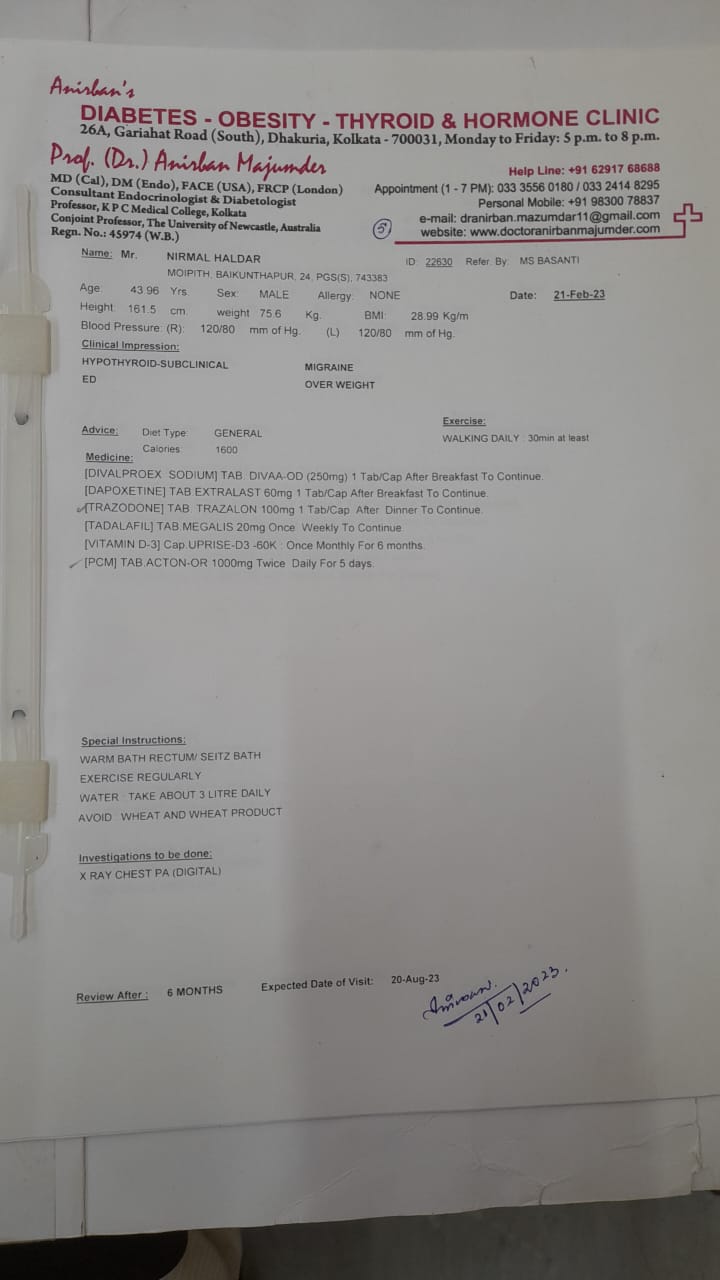 Anirban's
DIABETES - OBESITY - THYROID & HORMONE CLINIC
26A, Gariahat Road (South), Dhakuria, Kolkata - 700031, Monday to Friday: 5 p.m. to 8 p.m.
Prof. (Dr.) Anirban Majumder
MD (Cal), DM (Endo), FACE (USA), FRCP (London)
Consultant Endocrinologist & Diabetologist
Professor, K P C Medical College, Kolkata
Conjoint Professor, The University of Newcastle, Australia
Regn. No.: 45974 (W.B.)
Help Line: +91 62917 68688
Appointment (1 - 7 PM): 033 3556 0180 / 033 2414 8295
Personal Mobile: +91 98300 78837
e-mail: dranirban.mazumdar11@gmail.com
website: www.doctoranirbanmajumder.com
5
Name: Mr. NIRMAL HALDAR ID: 22630 Refer. By: MS BASANTI
MOIPITH, BAIKUNTHAPUR, 24, PGS(S), 743383
Age: 43.96 Yrs. Sex: MALE Allergy: NONE Date: 21-Feb-23
Height: 161.5 cm weight 75.6 Kg. BMI: 28.99 Kg/m
Blood Pressure: (R): 120/80 mm of Hg. (L) 120/80 mm of Hg.
Clinical Impression:
HYPOTHYROID-SUBCLINICAL MIGRAINE
ED OVER WEIGHT
Advice: Diet Type: GENERAL
Calories: 1600
Exercise:
WALKING DAILY : 30min at least
Medicine:
[DIVALPROEX SODIUM] TAB. DIVAA-OD (250mg) 1 Tab/Cap After Breakfast To Continue.
[DAPOXETINE] TAB.EXTRALAST 60mg 1 Tab/Cap After Breakfast To Continue.
[TRAZODONE] TAB. TRAZALON 100mg 1 Tab/Cap After Dinner To Continue.
[TADALAFIL] TAB.MEGALIS 20mg Once Weekly To Continue.
[VITAMIN D-3] Cap.UPRISE-D3 -60K : Once Monthly For 6 months.
[PCM] TAB.ACTON-OR 1000mg Twice Daily For 5 days.
Special Instructions:
WARM BATH RECTUM/ SEITZ BATH
EXERCISE REGULARLY
WATER : TAKE ABOUT 3 LITRE DAILY
AVOID : WHEAT AND WHEAT PRODUCT
Investigations to be done:
X RAY CHEST PA (DIGITAL)
Review After : 6 MONTHS Expected Date of Visit: 20-Aug-23
21/02/2023.